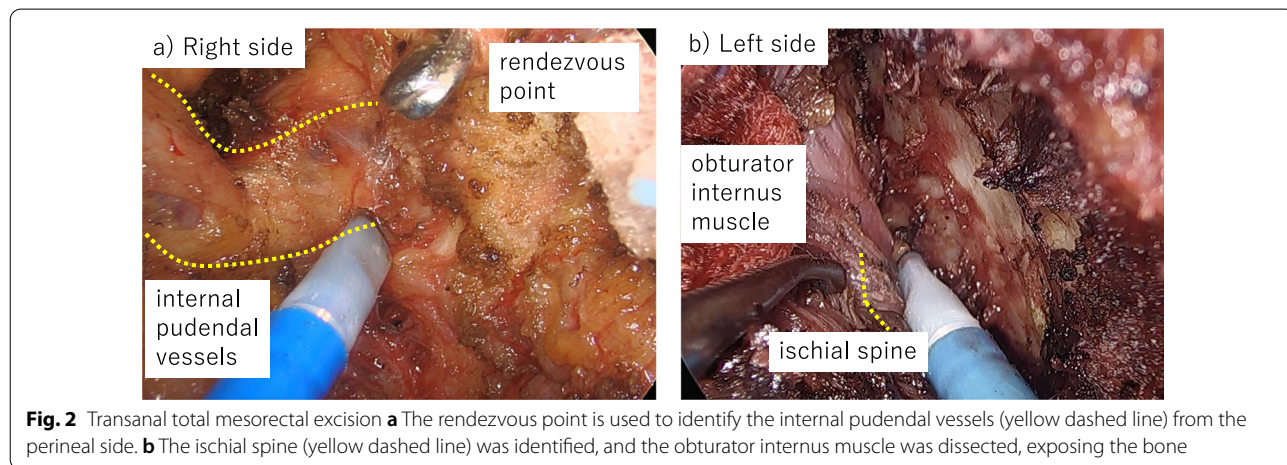 a) Right side
rendezvous
point
internal
pudendal
vessels
b) Left side
obturator
internus
muscle
ischial spine
Fig. 2 Transanal total mesorectal excision a The rendezvous point is used to identify the internal pudendal vessels (yellow dashed line) from the
perineal side. b The ischial spine (yellow dashed line) was identified, and the obturator internus muscle was dissected, exposing the bone